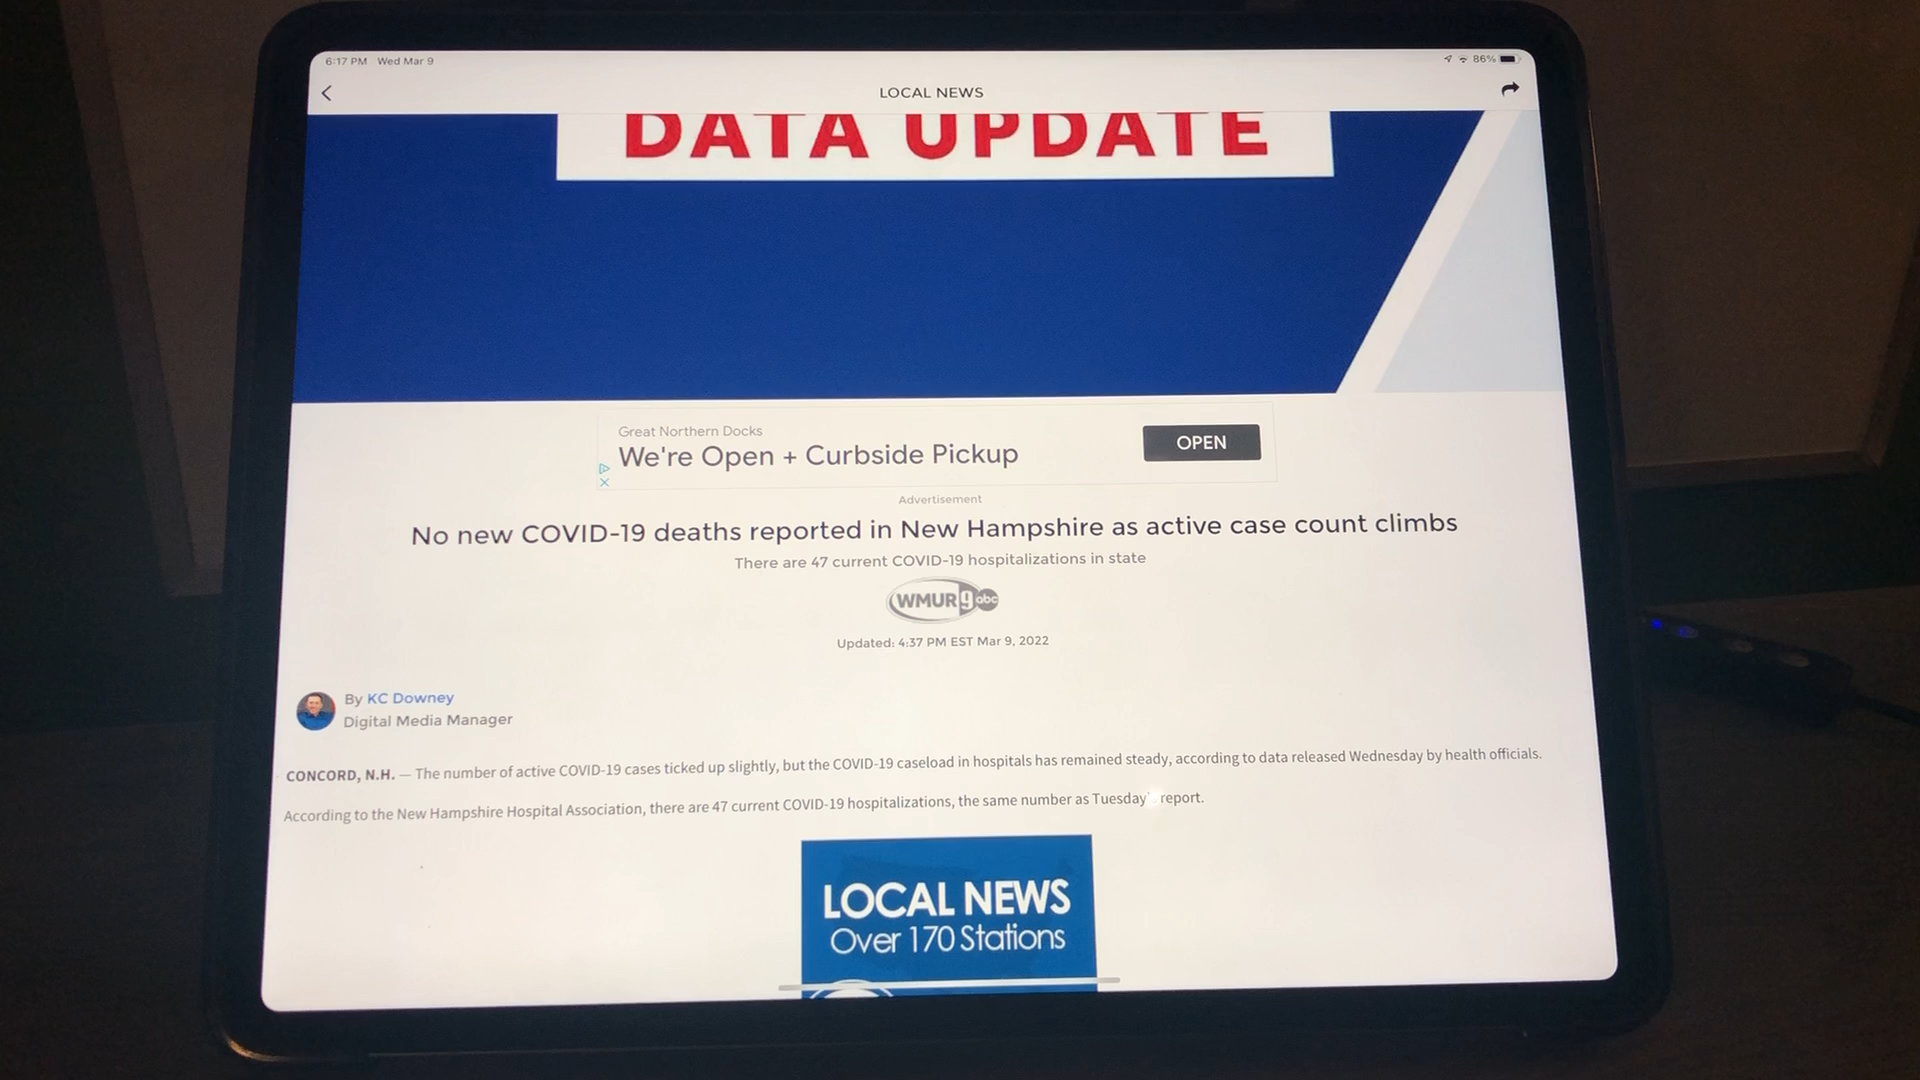 6:17 PM Wed Mar 9
86%
LOCAL NEWS
DATA UPDATE
Great Northern Docks
We're Open + Curbside Pickup
OPEN
Advertisement
No new COVID-19 deaths reported in New Hampshire as active case count climbs
There are 47 current COVID-19 hospitalizations in state
WMUR 9 abc
Updated: 4:37 PM EST Mar 9, 2022
By KC Downey
Digital Media Manager
CONCORD, N.H. — The number of active COVID-19 cases ticked up slightly, but the COVID-19 caseload in hospitals has remained steady, according to data released Wednesday by health officials.
According to the New Hampshire Hospital Association, there are 47 current COVID-19 hospitalizations, the same number as Tuesday's report.
LOCAL NEWS
Over 170 Stations